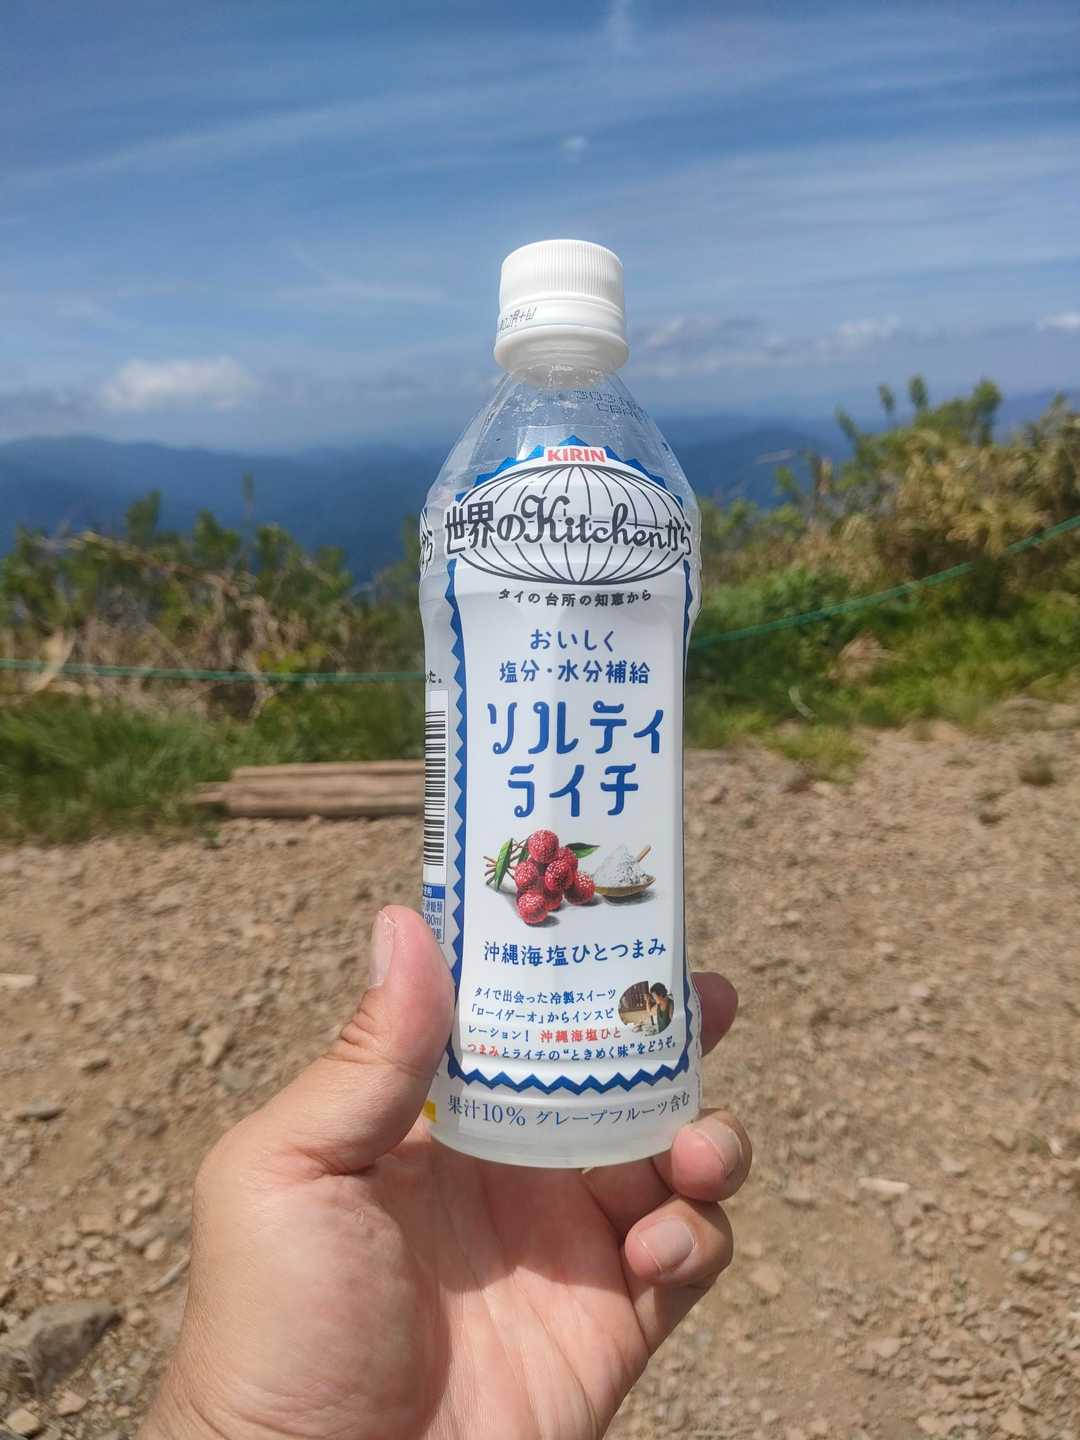 KIRIN
世界のKitchenから
タイの台所の知恵から
おいしく
塩分・水分補給
ソルティ
ライチ
沖縄海塩ひとつまみ
タイで出会った冷製スイーツ
「ローイゲーオ」からインスピ
レーション! 沖縄海塩ひと
つまみとライチの“ときめく味”をどうぞ。
果汁10% グレープフルーツ含む
から
た。